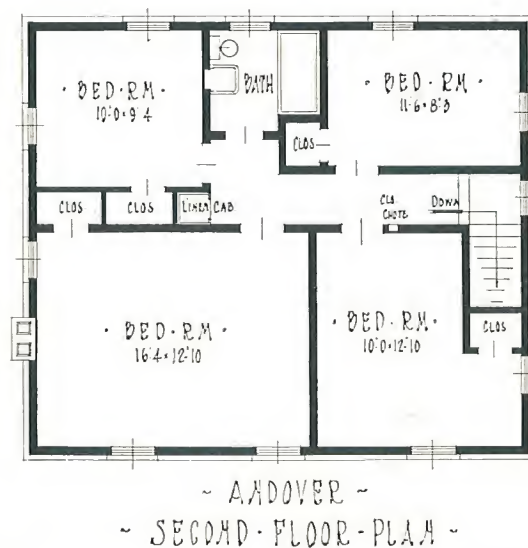 · BED·RM·
10'·0×9'·4
BATH
· BED·RM·
11'·6×8'·3
CLOS
CLOS
CLOS
LINEN CAB
CLO.
CHUTE
DOWN
· BED·RM·
16'·4×12'·10
· BED·RM·
10'·0×12'·10
CLOS
~ ANDOVER ~
~ SECOND·FLOOR·PLAN ~